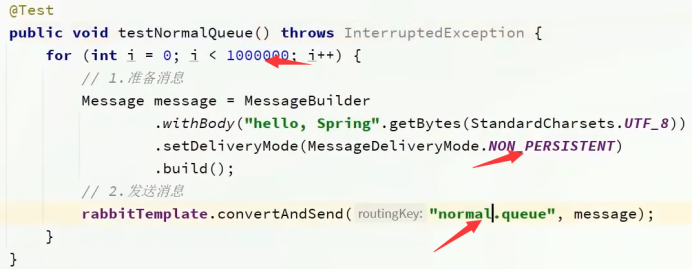 @Test
public void testNormalQueue() throws InterruptedException {
for (int i = 0; i < 1000000; i++) {
// 1.准备消息
Message message = MessageBuilder
.withBody("hello, Spring".getBytes(StandardCharsets.UTF_8))
.setDeliveryMode(MessageDeliveryMode.NON_PERSISTENT)
.build();
// 2.发送消息
rabbitTemplate.convertAndSend( routingKey: "normal.queue", message);
}
}